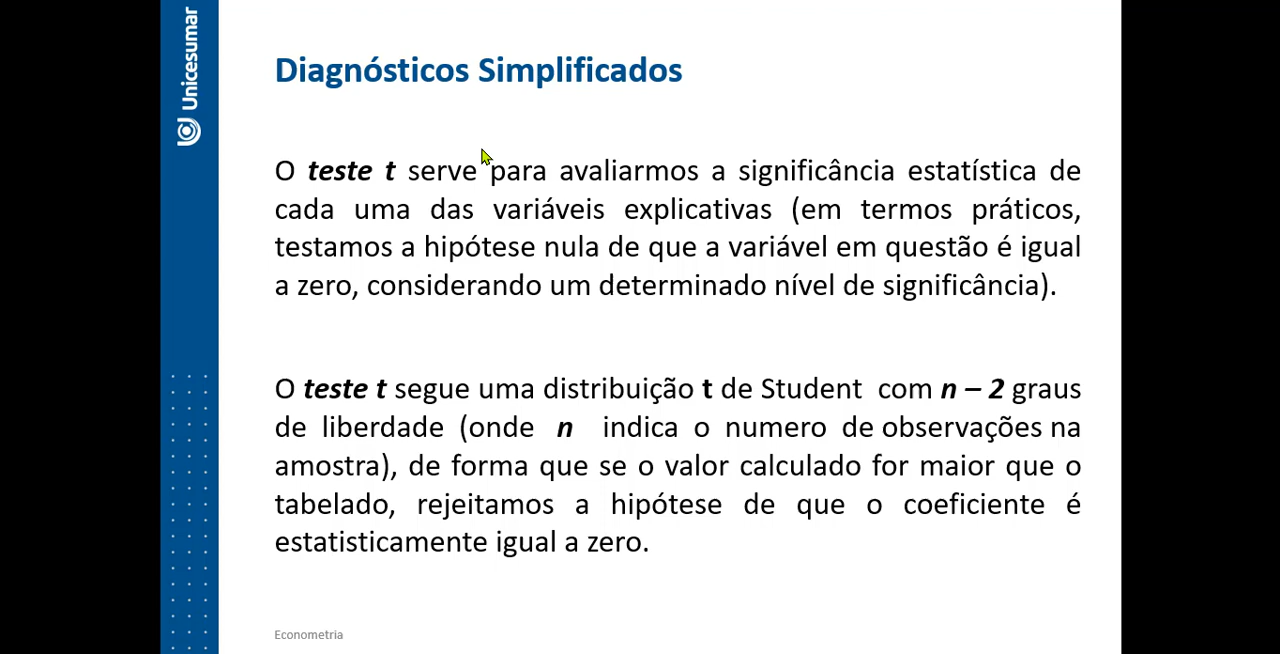 Unicesumar
Diagnósticos Simplificados
O teste t serve para avaliarmos a significância estatística de
cada uma das variáveis explicativas (em termos práticos,
testamos a hipótese nula de que a variável em questão é igual
a zero, considerando um determinado nível de significância).
O teste t segue uma distribuição t de Student com n – 2 graus
de liberdade (onde n indica o numero de observações na
amostra), de forma que se o valor calculado for maior que o
tabelado, rejeitamos a hipótese de que o coeficiente é
estatisticamente igual a zero.
Econometria